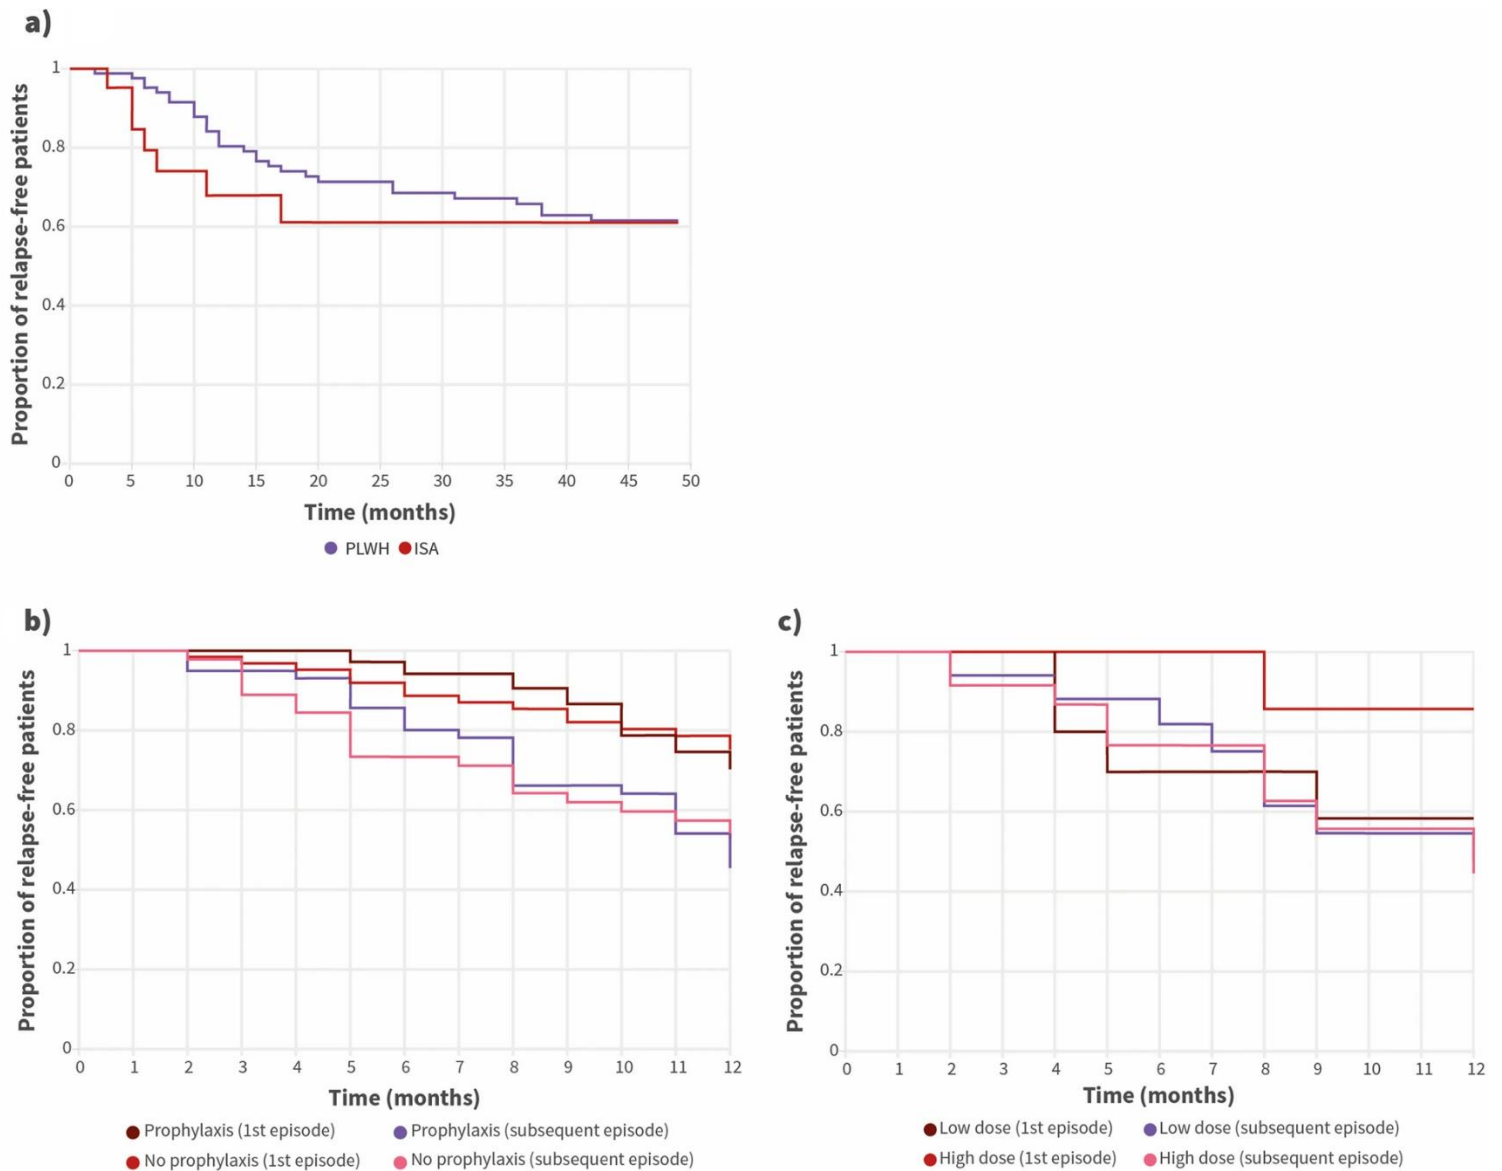 a)
Proportion of relapse-free patients
1
0.8
0.6
0.4
0.2
0
0 5 10 15 20 25 30 35 40 45 50
Time (months)
PLWH ISA
b)
Proportion of relapse-free patients
1
0.8
0.6
0.4
0.2
0
0 1 2 3 4 5 6 7 8 9 10 11 12
Time (months)
Prophylaxis (1st episode) Prophylaxis (subsequent episode)
No prophylaxis (1st episode) No prophylaxis (subsequent episode)
c)
Proportion of relapse-free patients
1
0.8
0.6
0.4
0.2
0
0 1 2 3 4 5 6 7 8 9 10 11 12
Time (months)
Low dose (1st episode) Low dose (subsequent episode)
High dose (1st episode) High dose (subsequent episode)